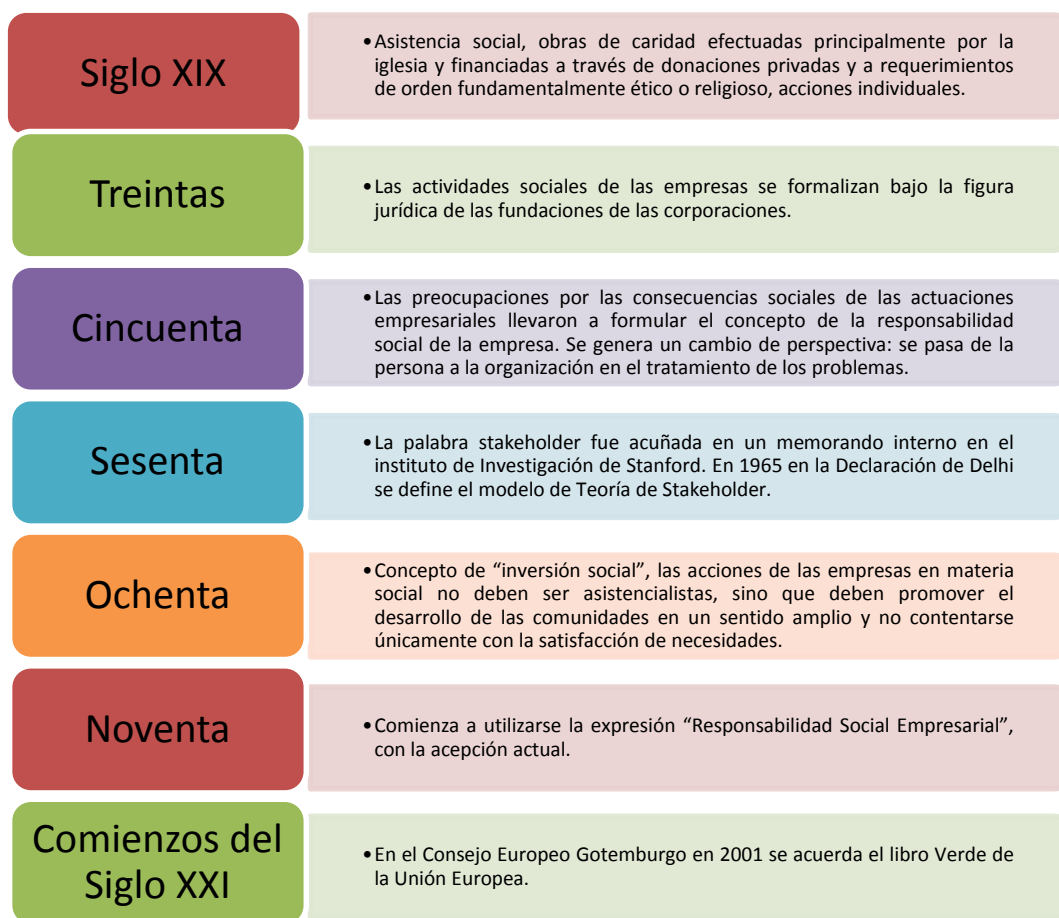 Siglo XIX
•Asistencia social, obras de caridad efectuadas principalmente por la
iglesia y financiadas a través de donaciones privadas y a requerimientos
de orden fundamentalmente ético o religioso, acciones individuales.
Treintas
•Las actividades sociales de las empresas se formalizan bajo la figura
jurídica de las fundaciones de las corporaciones.
Cincuenta
•Las preocupaciones por las consecuencias sociales de las actuaciones
empresariales llevaron a formular el concepto de la responsabilidad
social de la empresa. Se genera un cambio de perspectiva: se pasa de la
persona a la organización en el tratamiento de los problemas.
Sesenta
•La palabra stakeholder fue acuñada en un memorando interno en el
instituto de Investigación de Stanford. En 1965 en la Declaración de Delhi
se define el modelo de Teoría de Stakeholder.
Ochenta
•Concepto de “inversión social”, las acciones de las empresas en materia
social no deben ser asistencialistas, sino que deben promover el
desarrollo de las comunidades en un sentido amplio y no contentarse
únicamente con la satisfacción de necesidades.
Noventa
•Comienza a utilizarse la expresión “Responsabilidad Social Empresarial”,
con la acepción actual.
Comienzos del
Siglo XXI
•En el Consejo Europeo Gotemburgo en 2001 se acuerda el libro Verde de
la Unión Europea.